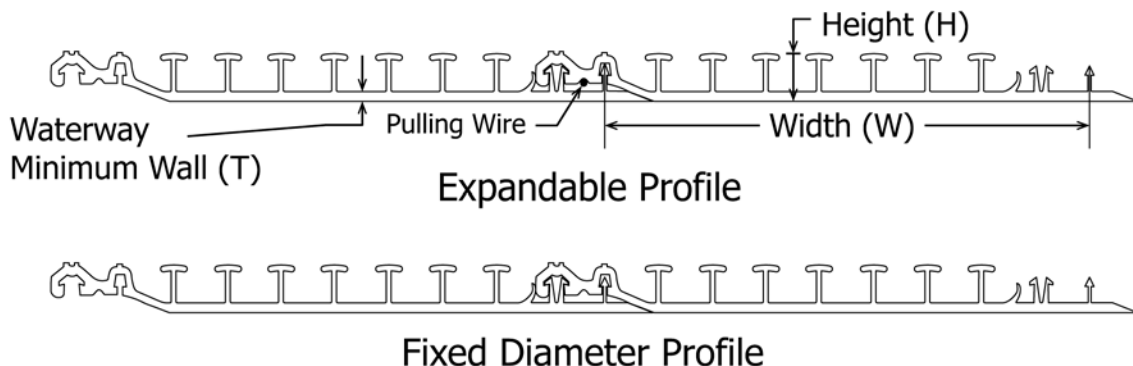 Height (H)
Waterway
Minimum Wall (T)
Pulling Wire
Width (W)
Expandable Profile
Fixed Diameter Profile